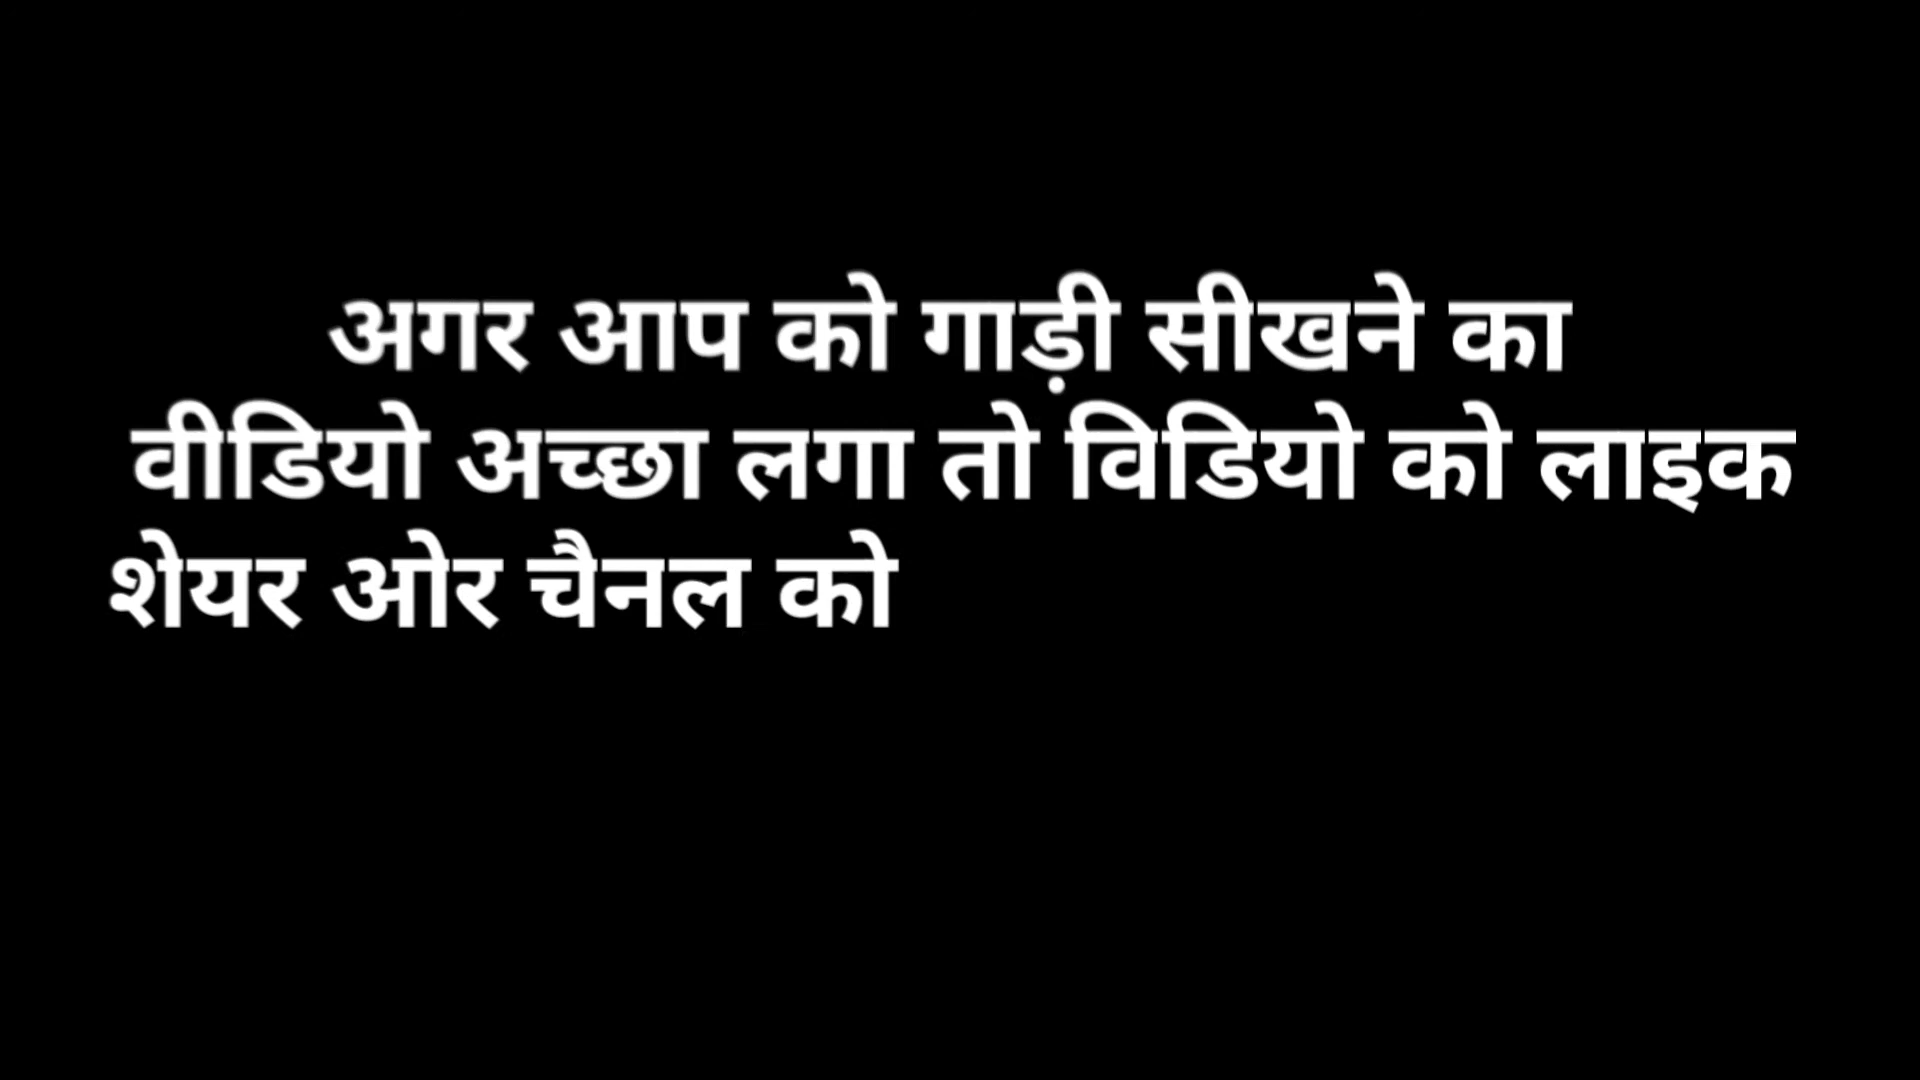 अगर आप को गाड़ी सीखने का
वीडियो अच्छा लगा तो विडियो को लाइक
शेयर ओर चैनल को